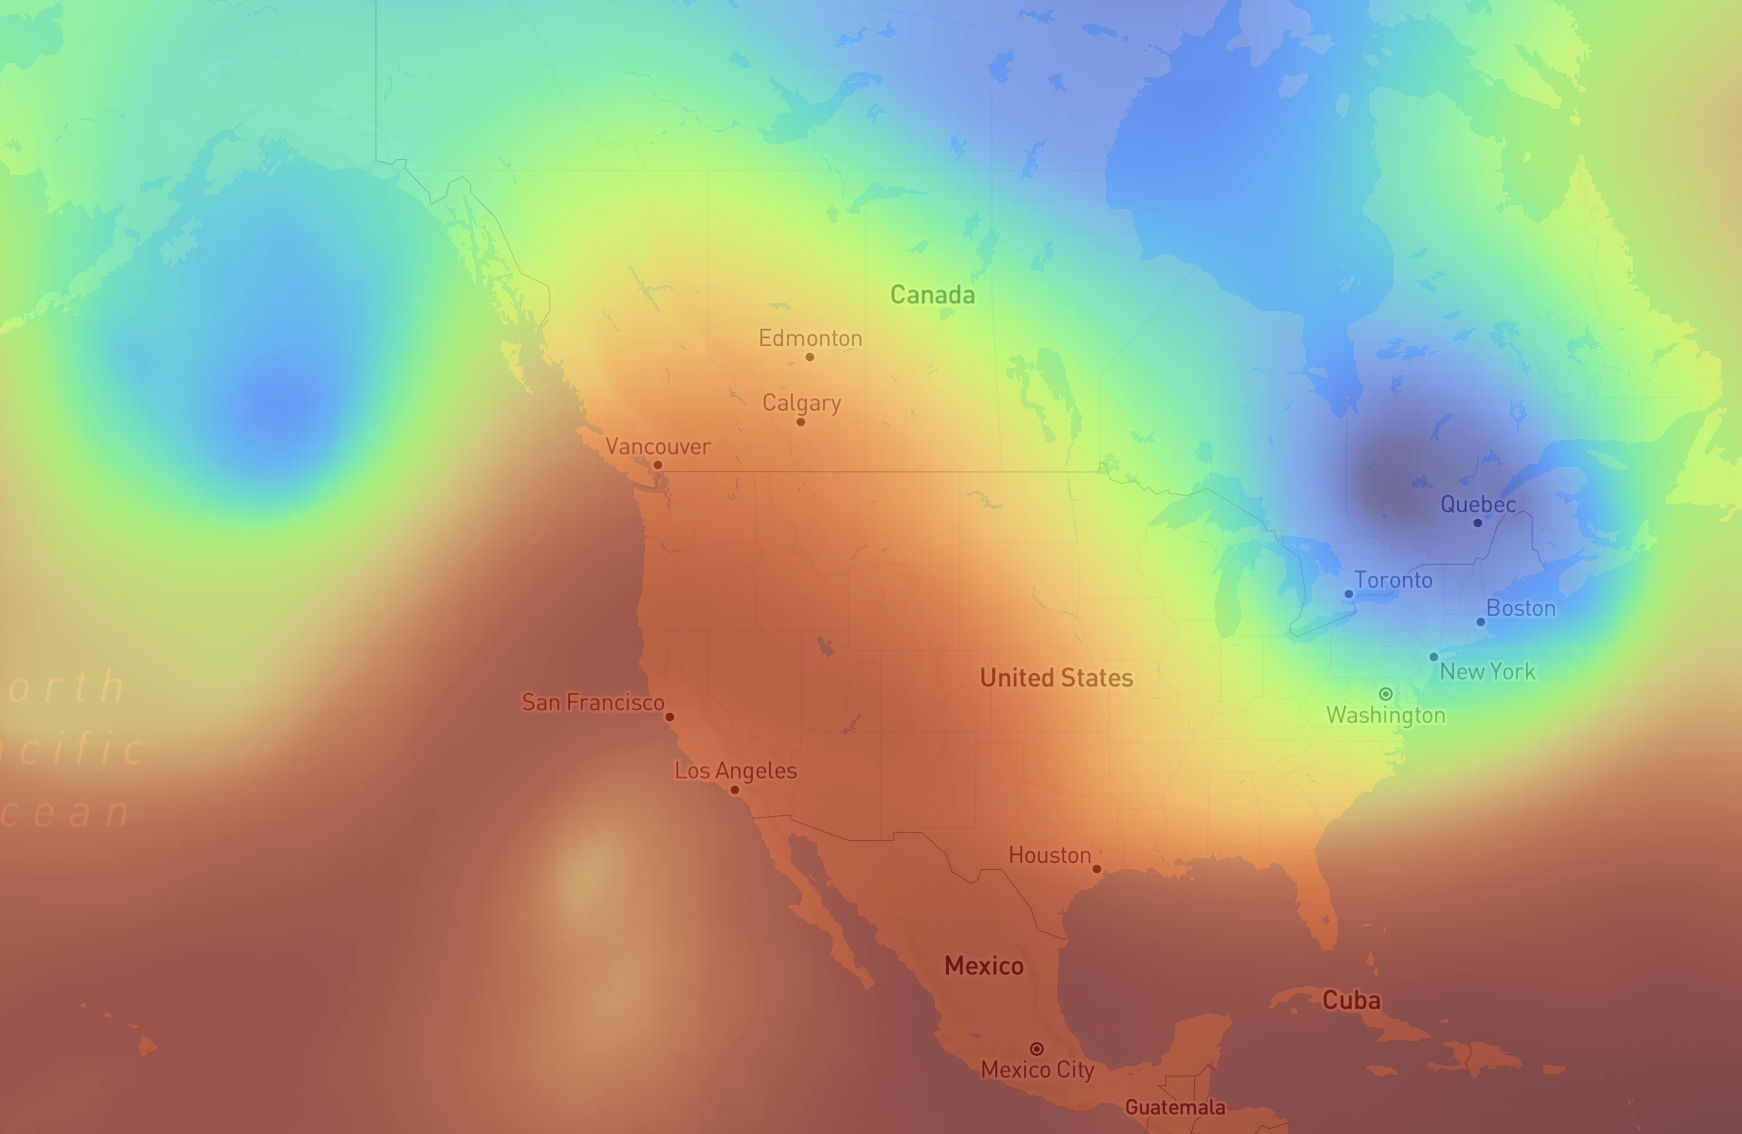 Canada
Edmonton
Calgary
Vancouver
Quebec
Toronto
Boston
New York
United States
orth
San Francisco
Washington
cific
Los Angeles
cean
Houston
Mexico
Cuba
Mexico City
Guatemala